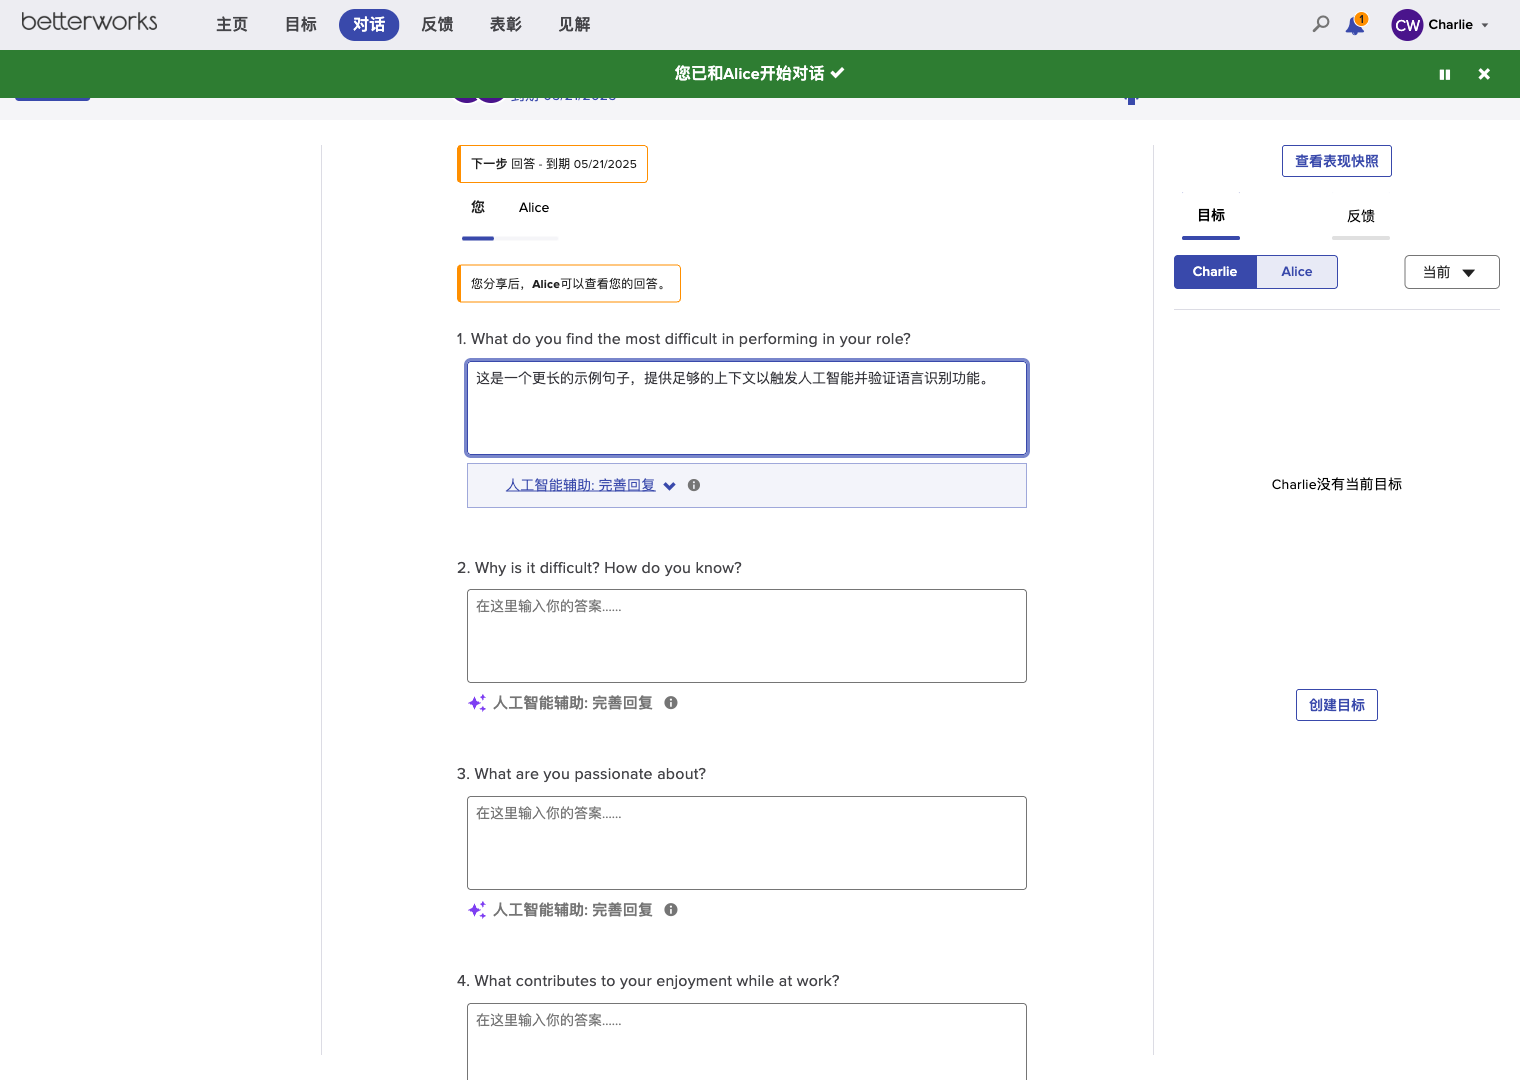 betterworks
主页 目标 对话 反馈 表彰 见解
1
CW Charlie
您已和Alice开始对话
到期 05/21/2025
下一步 回答 - 到期 05/21/2025
您 Alice
您分享后，Alice可以查看您的回答。
1. What do you find the most difficult in performing in your role?
这是一个更长的示例句子，提供足够的上下文以触发人工智能并验证语言识别功能。
人工智能辅助: 完善回复
2. Why is it difficult? How do you know?
在这里输入你的答案......
人工智能辅助: 完善回复
3. What are you passionate about?
在这里输入你的答案......
人工智能辅助: 完善回复
4. What contributes to your enjoyment while at work?
在这里输入你的答案......
查看表现快照
目标 反馈
Charlie Alice 当前
Charlie没有当前目标
创建目标